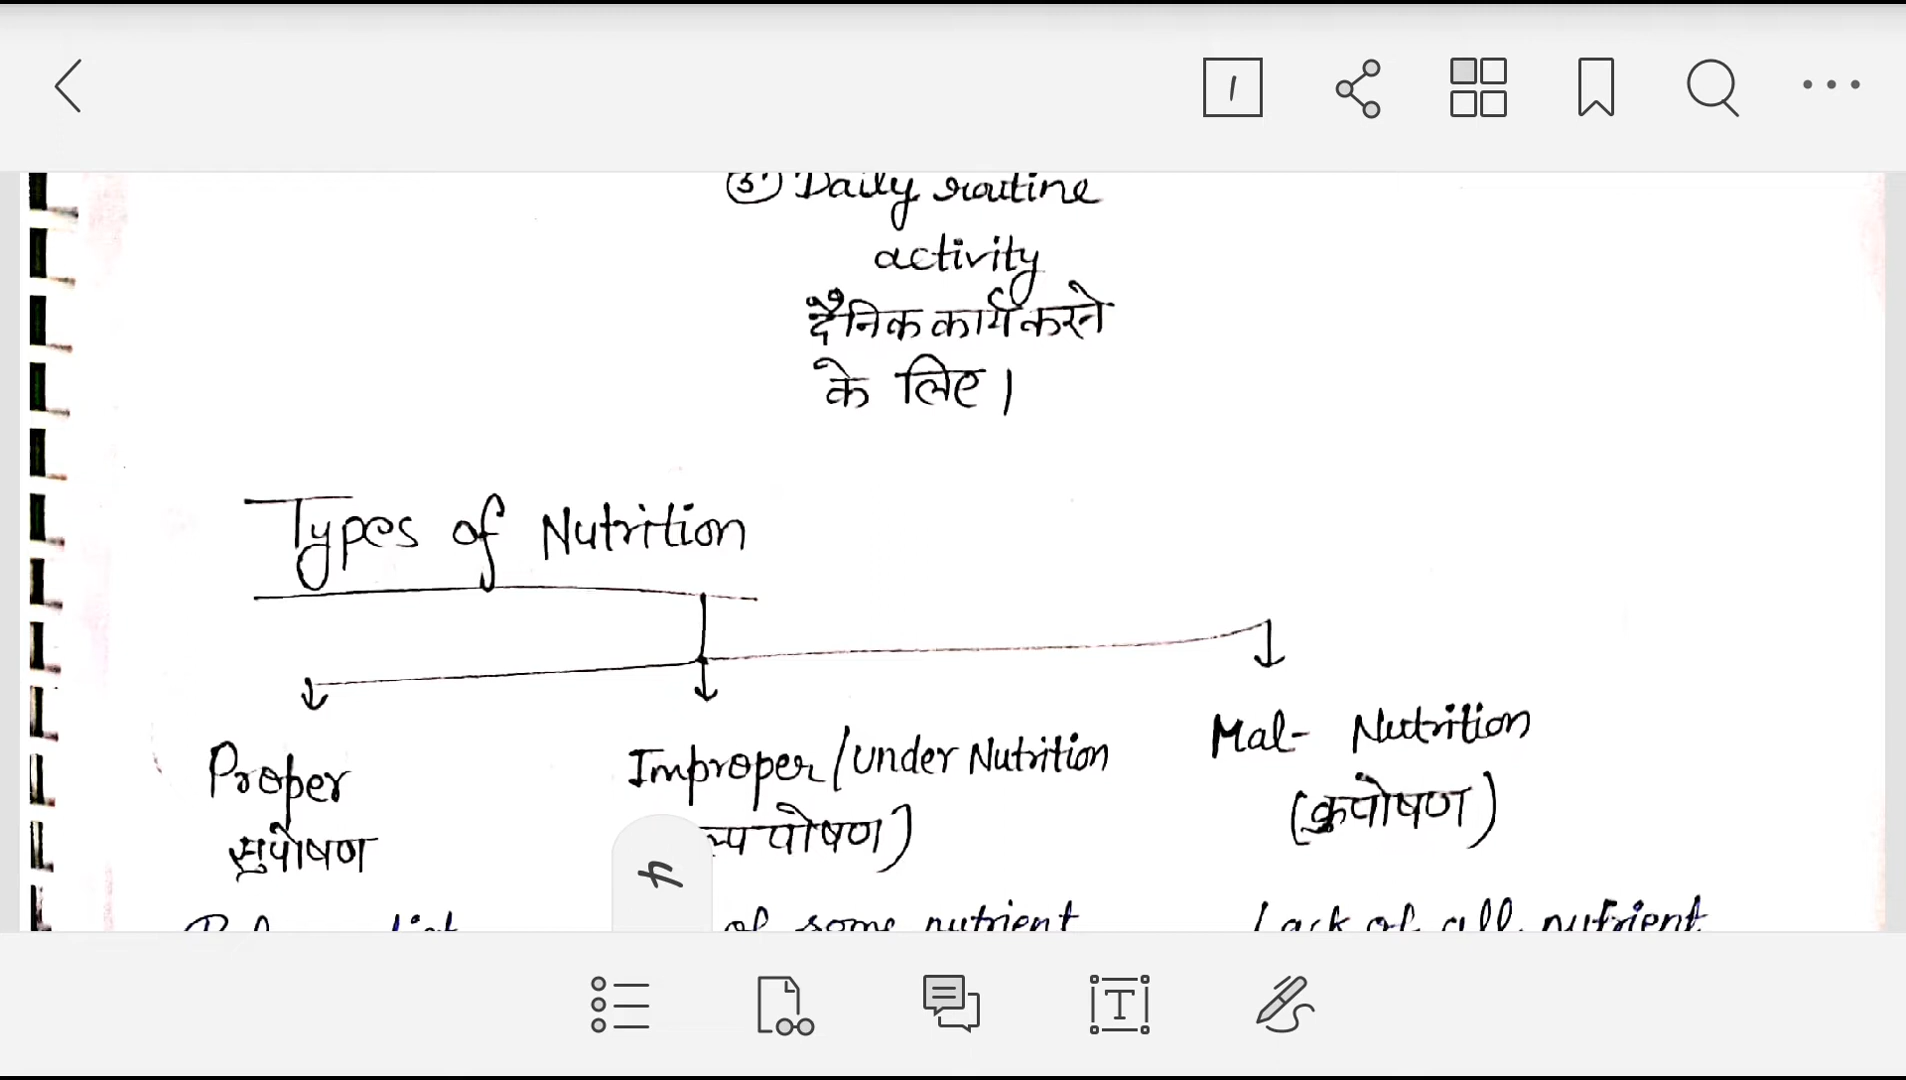 ③ Daily routine
activity
दैनिक कार्य करने
के लिए।
Types of Nutrition
Proper
सुपोषण
Improper/under Nutrition
पोषण)
Mal- Nutrition
(कुपोषण)
of some nutrient
Lack of all nutrient